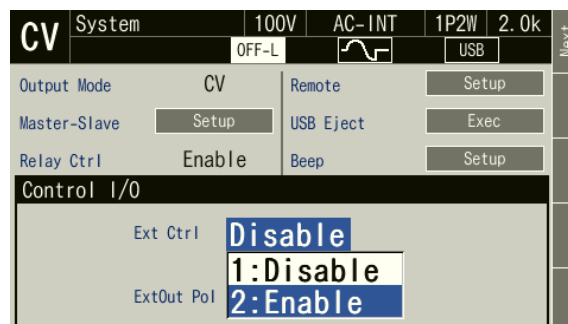 CV System 100V AC-INT 1P2W 2.0k
OFF-L USB
Next
Output Mode CV Remote Setup
Master-Slave Setup USB Eject Exec
Relay Ctrl Enable Beep Setup
Control I/O
Ext Ctrl Disable
1:Disable
ExtOut Pol 2:Enable